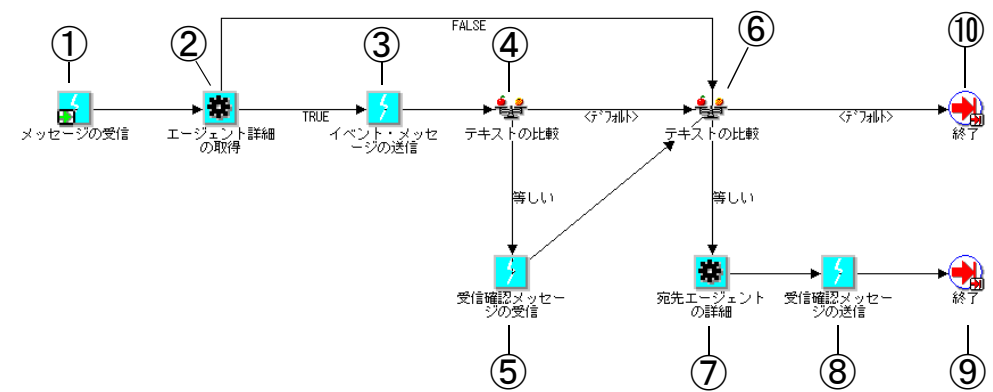 FALSE
①
②
③
④
⑥
⑩
TRUE
<ﾃﾞﾌｫﾙﾄ>
<ﾃﾞﾌｫﾙﾄ>
メッセージの受信
エージェント詳細
の取得
イベント・メッセ
ージの送信
テキストの比較
テキストの比較
終了
等しい
等しい
受信確認メッセー
ジの受信
宛先エージェント
の詳細
受信確認メッセー
ジの送信
終了
⑤
⑦
⑧
⑨